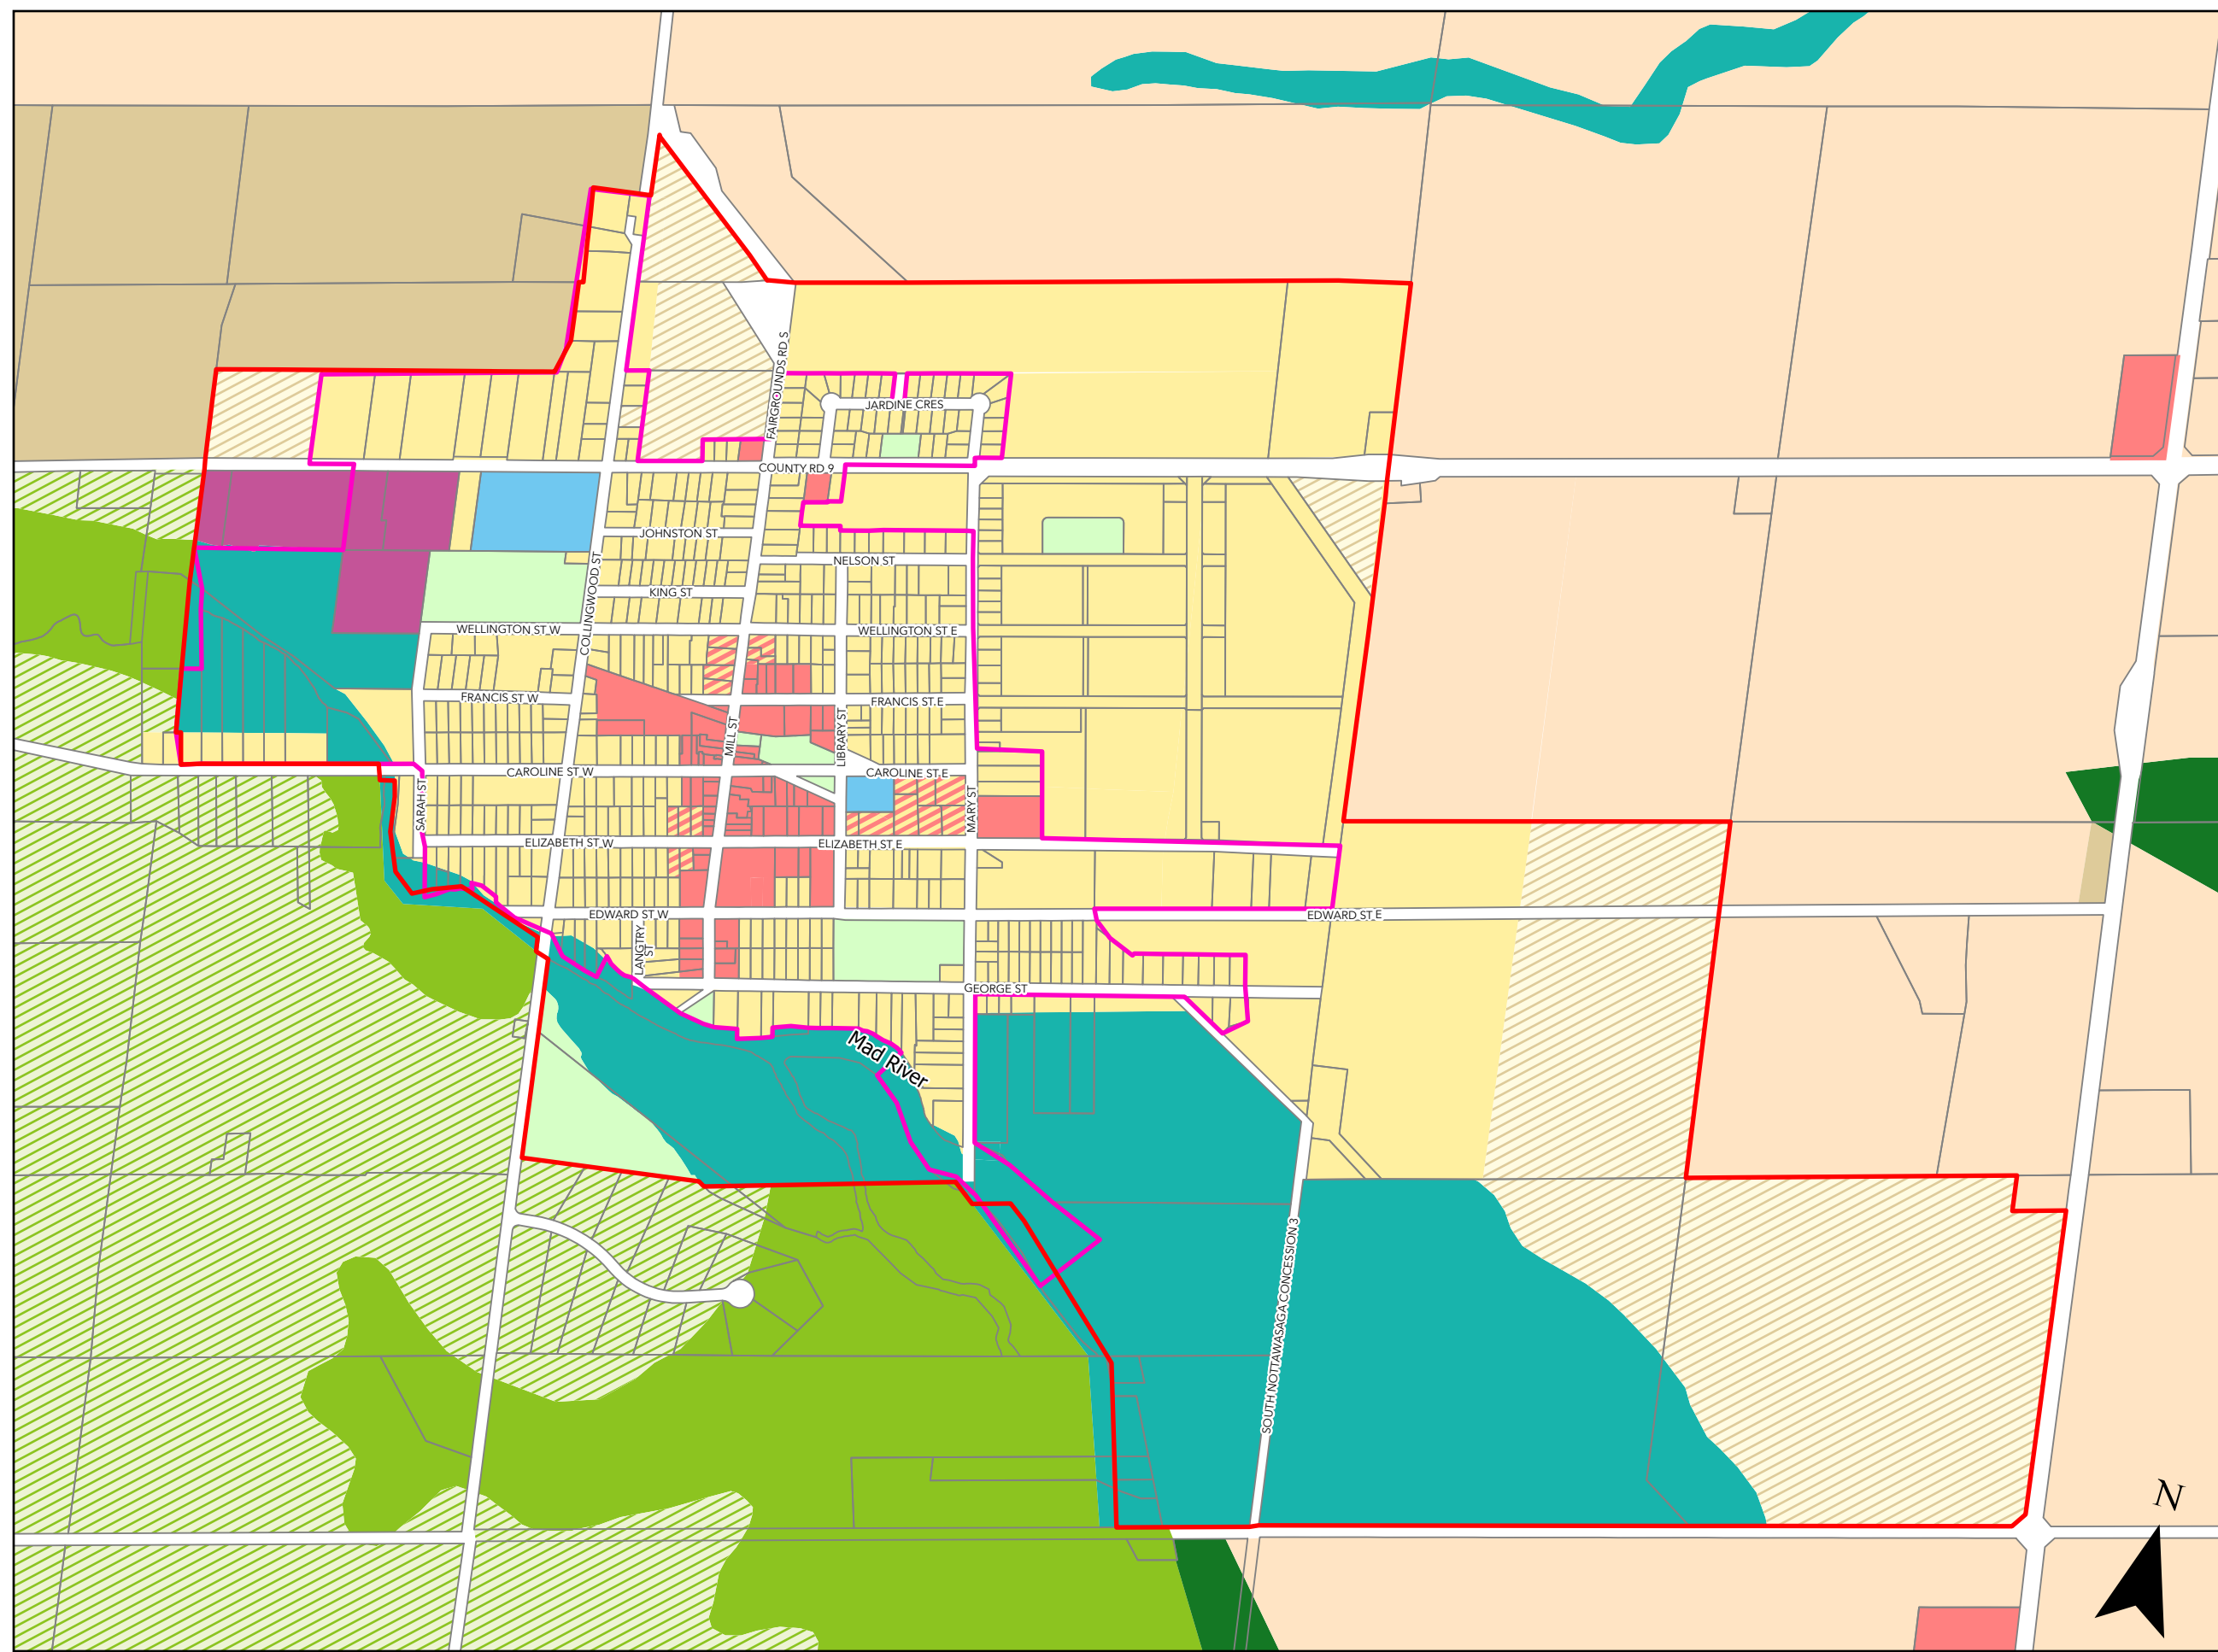 FAIRGROUNDS RD S
JARDINE CRES
COUNTY RD 9
JOHNSTON ST
NELSON ST
COLLINGWOOD ST
KING ST
WELLINGTON ST W
WELLINGTON ST E
FRANCIS ST W
FRANCIS ST.E
MILL ST
LIBRARY ST
CAROLINE ST W
CAROLINE ST E
SARAH ST
MARY ST
ELIZABETH ST W
ELIZABETH ST E
EDWARD ST W
EDWARD ST E
LANGTRY
ST
GEORGE ST
Mad River
SOUTH NOTTAWASAGA CONCESSION 3
N